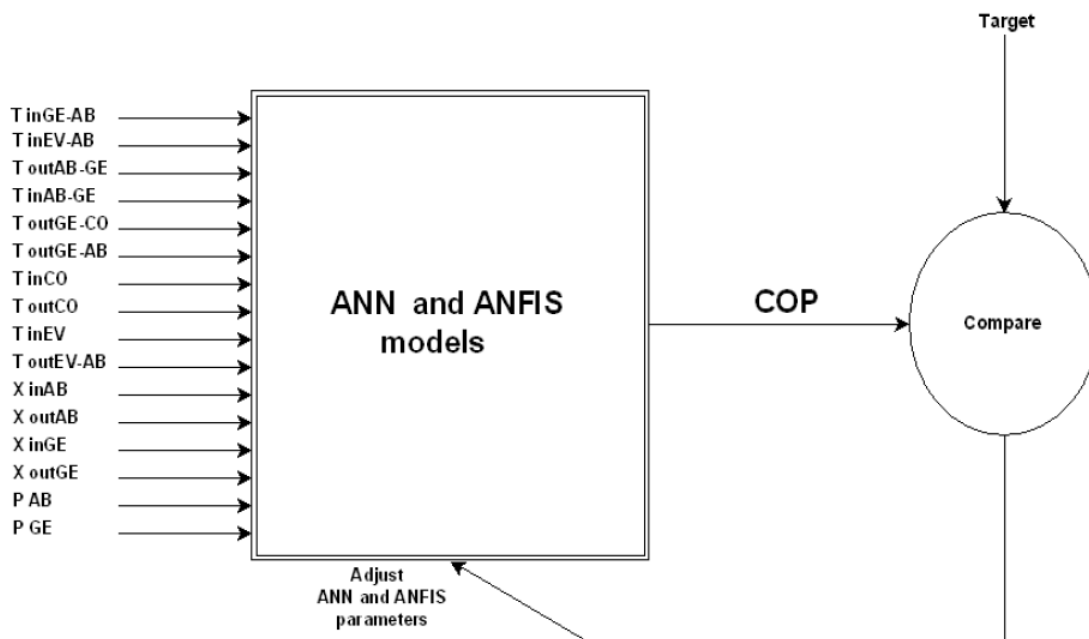 Target
T inGE-AB
T inEV-AB
T outAB-GE
T inAB-GE
T outGE-CO
T outGE-AB
T inCO
T outCO
T inEV
T outEV-AB
X inAB
X outAB
X inGE
X outGE
P AB
P GE
ANN and ANFIS
models
COP
Compare
Adjust
ANN and ANFIS
parameters